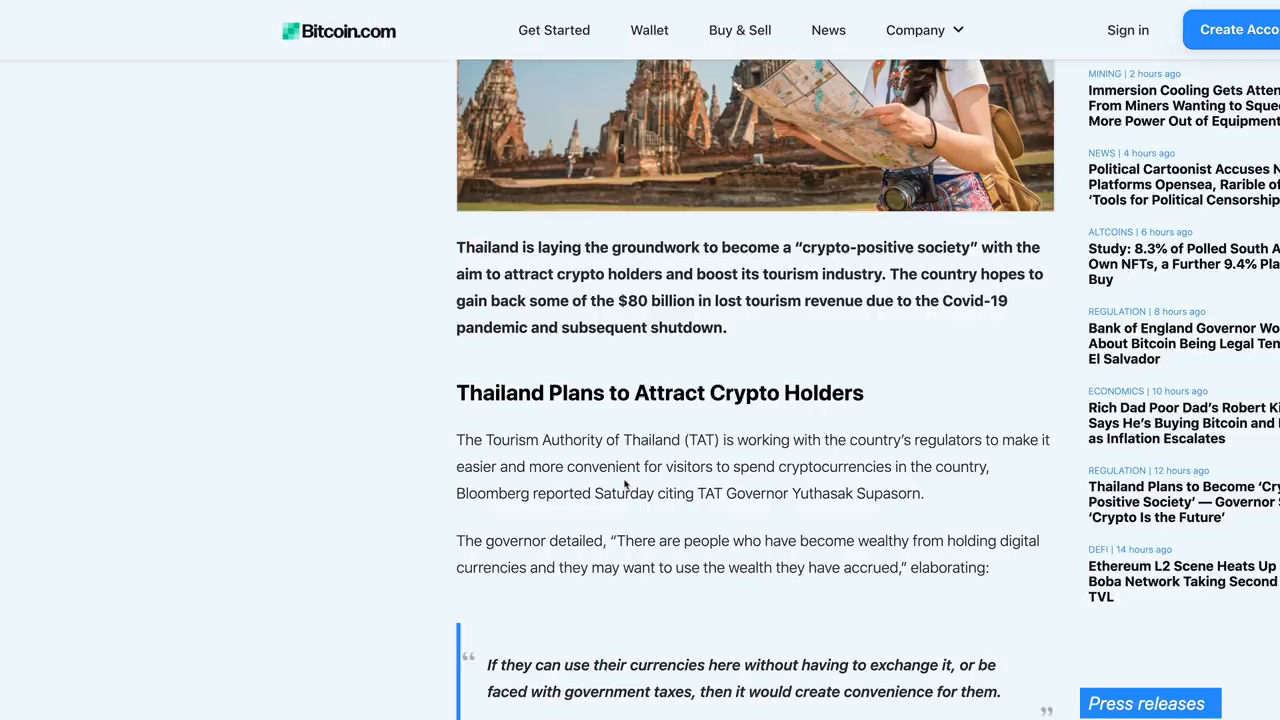 Bitcoin.com
Get Started
Wallet
Buy & Sell
News
Company
Sign in
Create Acco
Thailand is laying the groundwork to become a “crypto-positive society” with the
aim to attract crypto holders and boost its tourism industry. The country hopes to
gain back some of the $80 billion in lost tourism revenue due to the Covid-19
pandemic and subsequent shutdown.
Thailand Plans to Attract Crypto Holders
The Tourism Authority of Thailand (TAT) is working with the country’s regulators to make it
easier and more convenient for visitors to spend cryptocurrencies in the country,
Bloomberg reported Saturday citing TAT Governor Yuthasak Supasorn.
The governor detailed, “There are people who have become wealthy from holding digital
currencies and they may want to use the wealth they have accrued,” elaborating:
“
If they can use their currencies here without having to exchange it, or be
faced with government taxes, then it would create convenience for them.
”
MINING | 2 hours ago
Immersion Cooling Gets Atten
From Miners Wanting to Sque
More Power Out of Equipment
NEWS | 4 hours ago
Political Cartoonist Accuses N
Platforms Opensea, Rarible of
‘Tools for Political Censorship
ALTCOINS | 6 hours ago
Study: 8.3% of Polled South A
Own NFTs, a Further 9.4% Pla
Buy
REGULATION | 8 hours ago
Bank of England Governor Wo
About Bitcoin Being Legal Ten
El Salvador
ECONOMICS | 10 hours ago
Rich Dad Poor Dad’s Robert Ki
Says He’s Buying Bitcoin and
as Inflation Escalates
REGULATION | 12 hours ago
Thailand Plans to Become ‘Cry
Positive Society’ — Governor S
‘Crypto Is the Future’
DEFI | 14 hours ago
Ethereum L2 Scene Heats Up
Boba Network Taking Second
TVL
Press releases